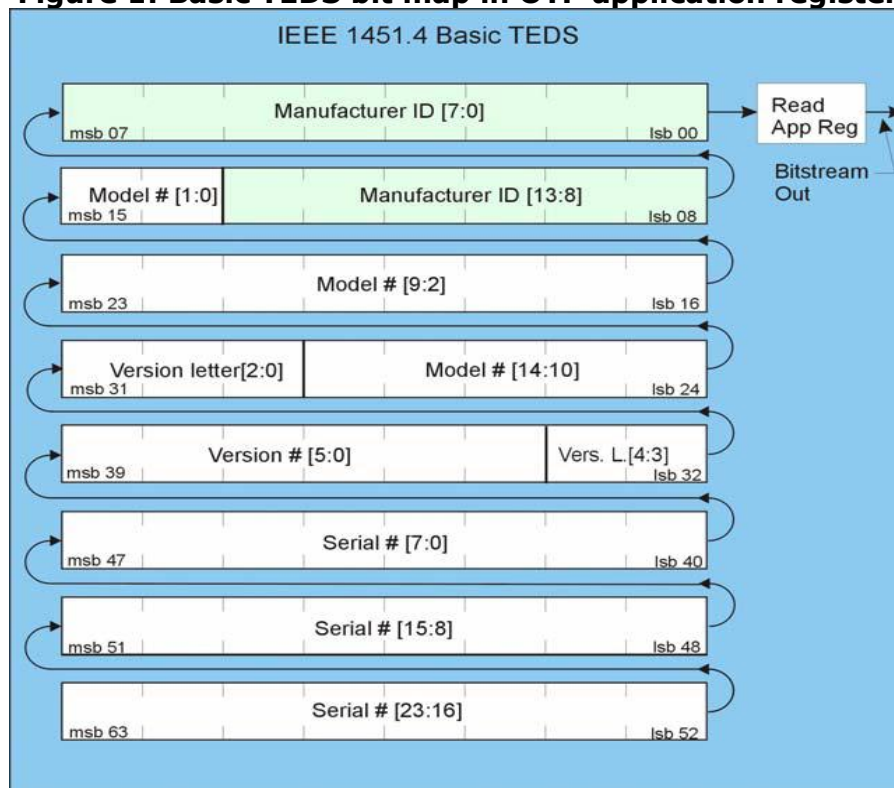 Figure 1. Basic TEDS bit map in OTP application register
IEEE 1451.4 Basic TEDS
Manufacturer ID [7:0]
msb 07
lsb 00
Read
App Reg
Bitstream
Out
Model # [1:0]
Manufacturer ID [13:8]
msb 15
lsb 08
Model # [9:2]
msb 23
lsb 16
Version letter[2:0]
Model # [14:10]
msb 31
lsb 24
Version # [5:0]
Vers. L.[4:3]
msb 39
lsb 32
Serial # [7:0]
msb 47
lsb 40
Serial # [15:8]
msb 51
lsb 48
Serial # [23:16]
msb 63
lsb 52